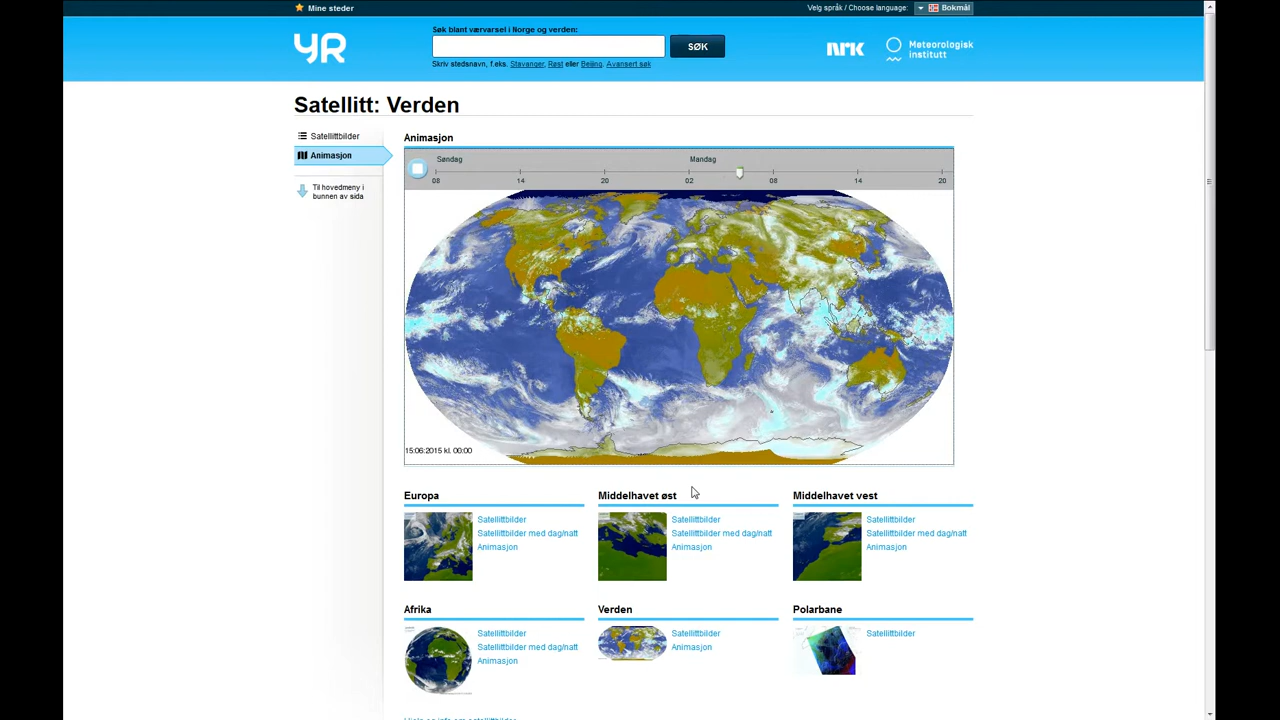 Mine steder
Velg språk / Choose language: Bokmål
Søk blant værvarsel i Norge og verden:
yr
SØK
nrk
Meteorologisk
institutt
Skriv stedsnavn, f.eks. Stavanger, Røst eller Beijing. Avansert søk
Satellitt: Verden
Satellittbilder
Animasjon
Til hovedmeny i
bunnen av sida
Animasjon
Søndag Mandag
08 14 20 02 08 14 20
15:06:2015 kl. 00:00
Europa
Satellittbilder
Satellittbilder med dag/natt
Animasjon
Middelhavet øst
Satellittbilder
Satellittbilder med dag/natt
Animasjon
Middelhavet vest
Satellittbilder
Satellittbilder med dag/natt
Animasjon
Afrika
Satellittbilder
Satellittbilder med dag/natt
Animasjon
Verden
Satellittbilder
Animasjon
Polarbane
Satellittbilder